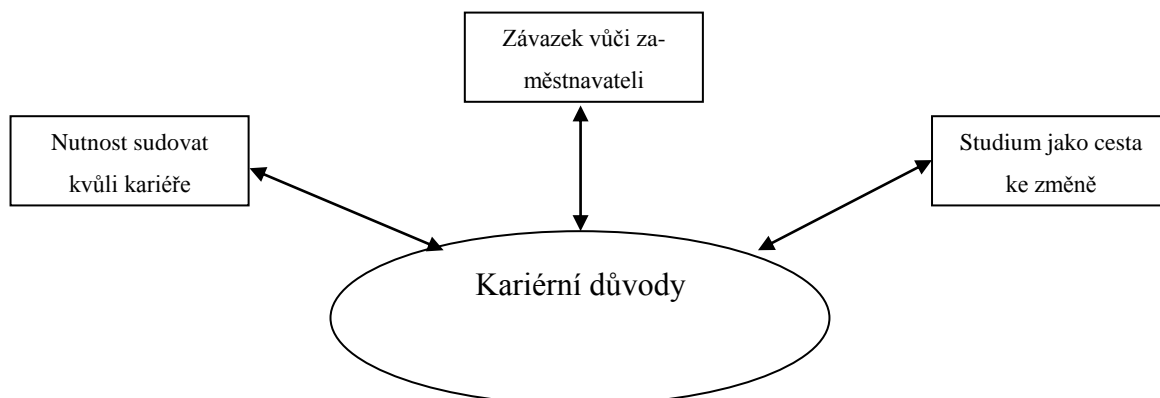 Závazek vůči za-
městnavateli
Nutnost sudovat
kvůli kariéře
Studium jako cesta
ke změně
Kariérní důvody